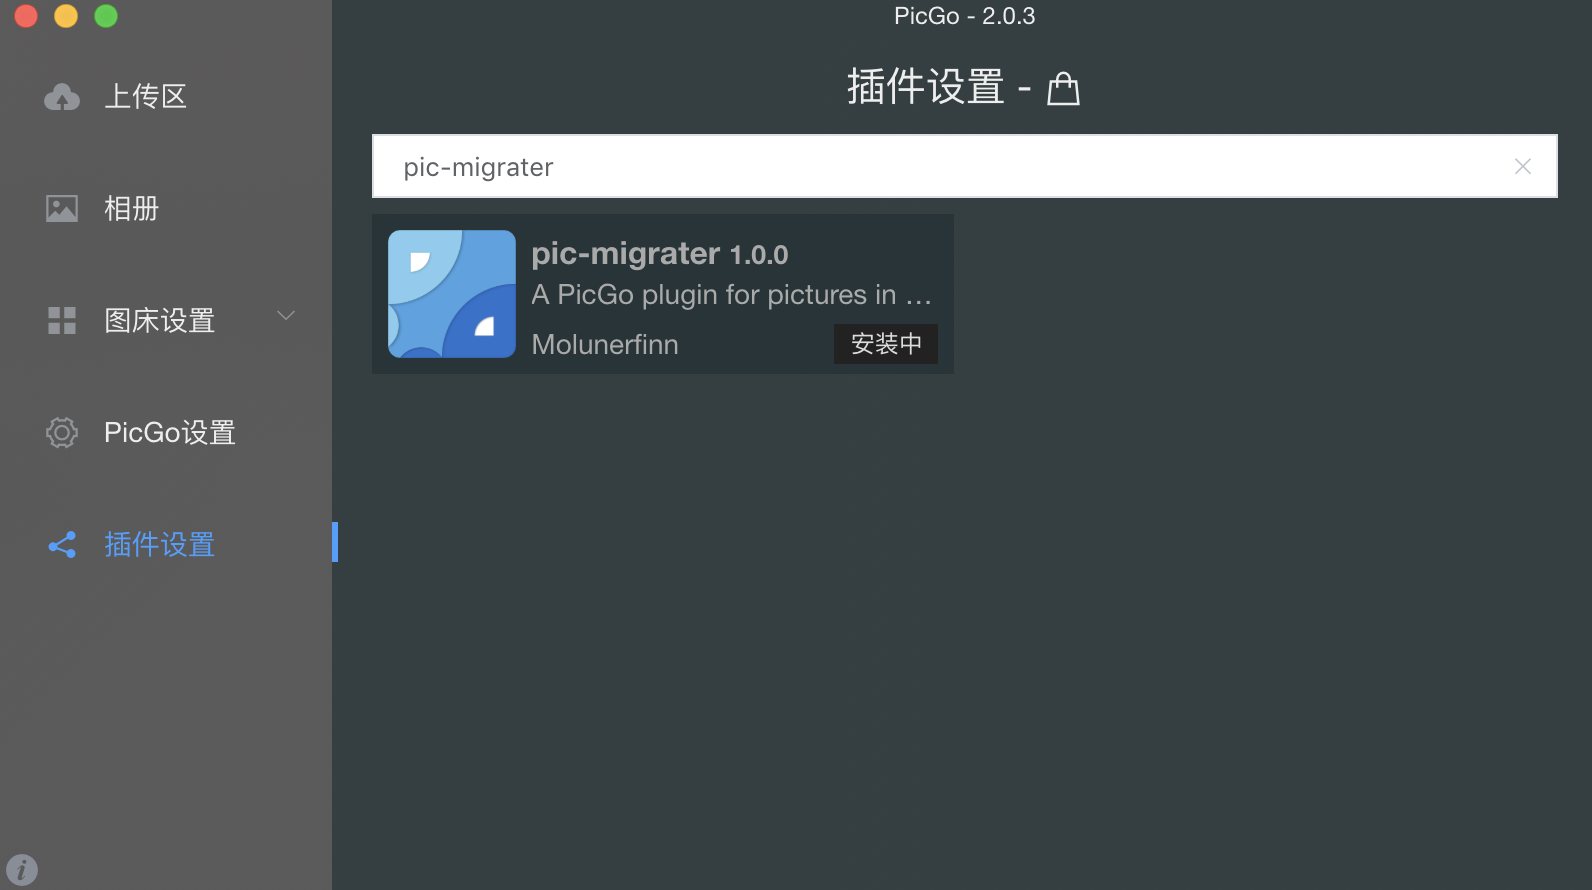 PicGo - 2.0.3
上传区
相册
图床设置
PicGo设置
插件设置
插件设置 -
pic-migrater
pic-migrater 1.0.0
A PicGo plugin for pictures in ...
Molunerfinn
安装中
i